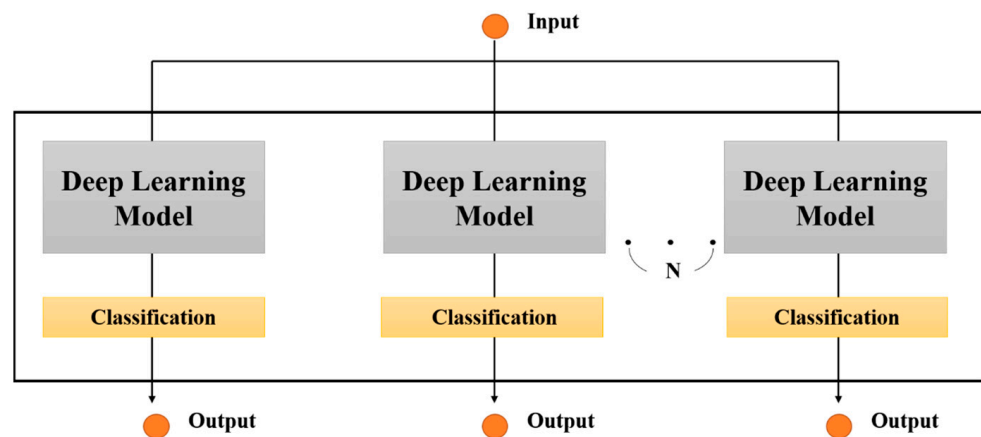 Input
Deep Learning
Model
Deep Learning
Model
Deep Learning
Model
. . .
N
Classification
Classification
Classification
Output
Output
Output